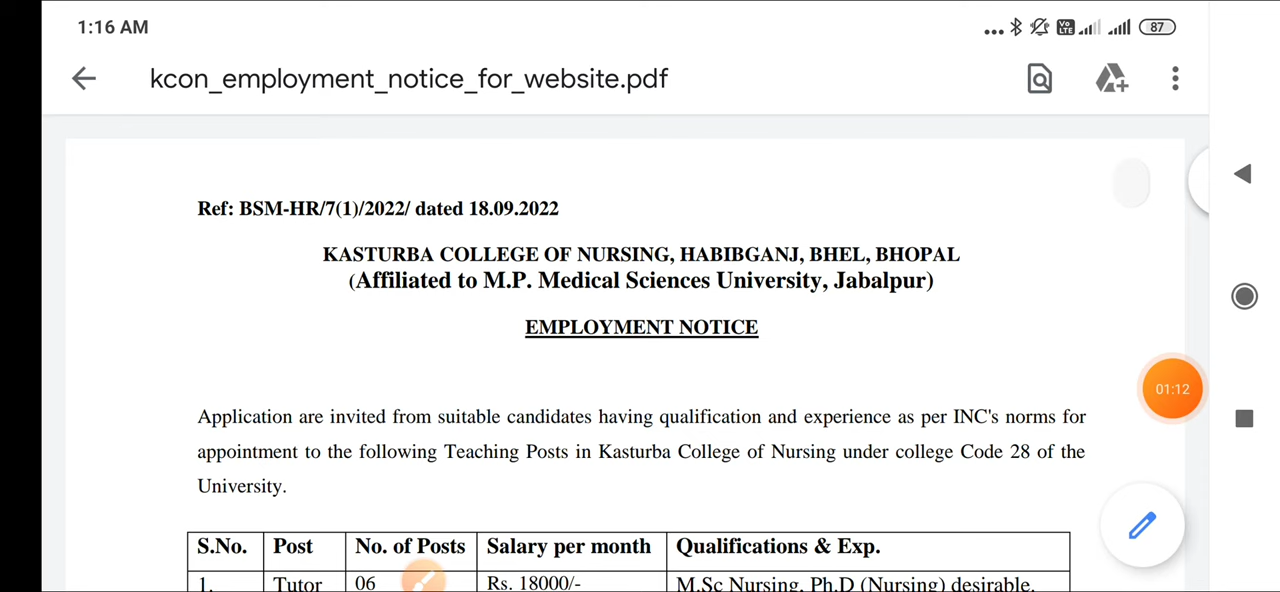 1:16 AM
Vo LTE 87
kcon_employment_notice_for_website.pdf
Ref: BSM-HR/7(1)/2022/ dated 18.09.2022
KASTURBA COLLEGE OF NURSING, HABIBGANJ, BHEL, BHOPAL
(Affiliated to M.P. Medical Sciences University, Jabalpur)
EMPLOYMENT NOTICE
01:12
Application are invited from suitable candidates having qualification and experience as per INC's norms for
appointment to the following Teaching Posts in Kasturba College of Nursing under college Code 28 of the
University.
S.No. Post No. of Posts Salary per month Qualifications & Exp.
1. Tutor 06 Rs. 18000/- M.Sc Nursing, Ph.D (Nursing) desirable.